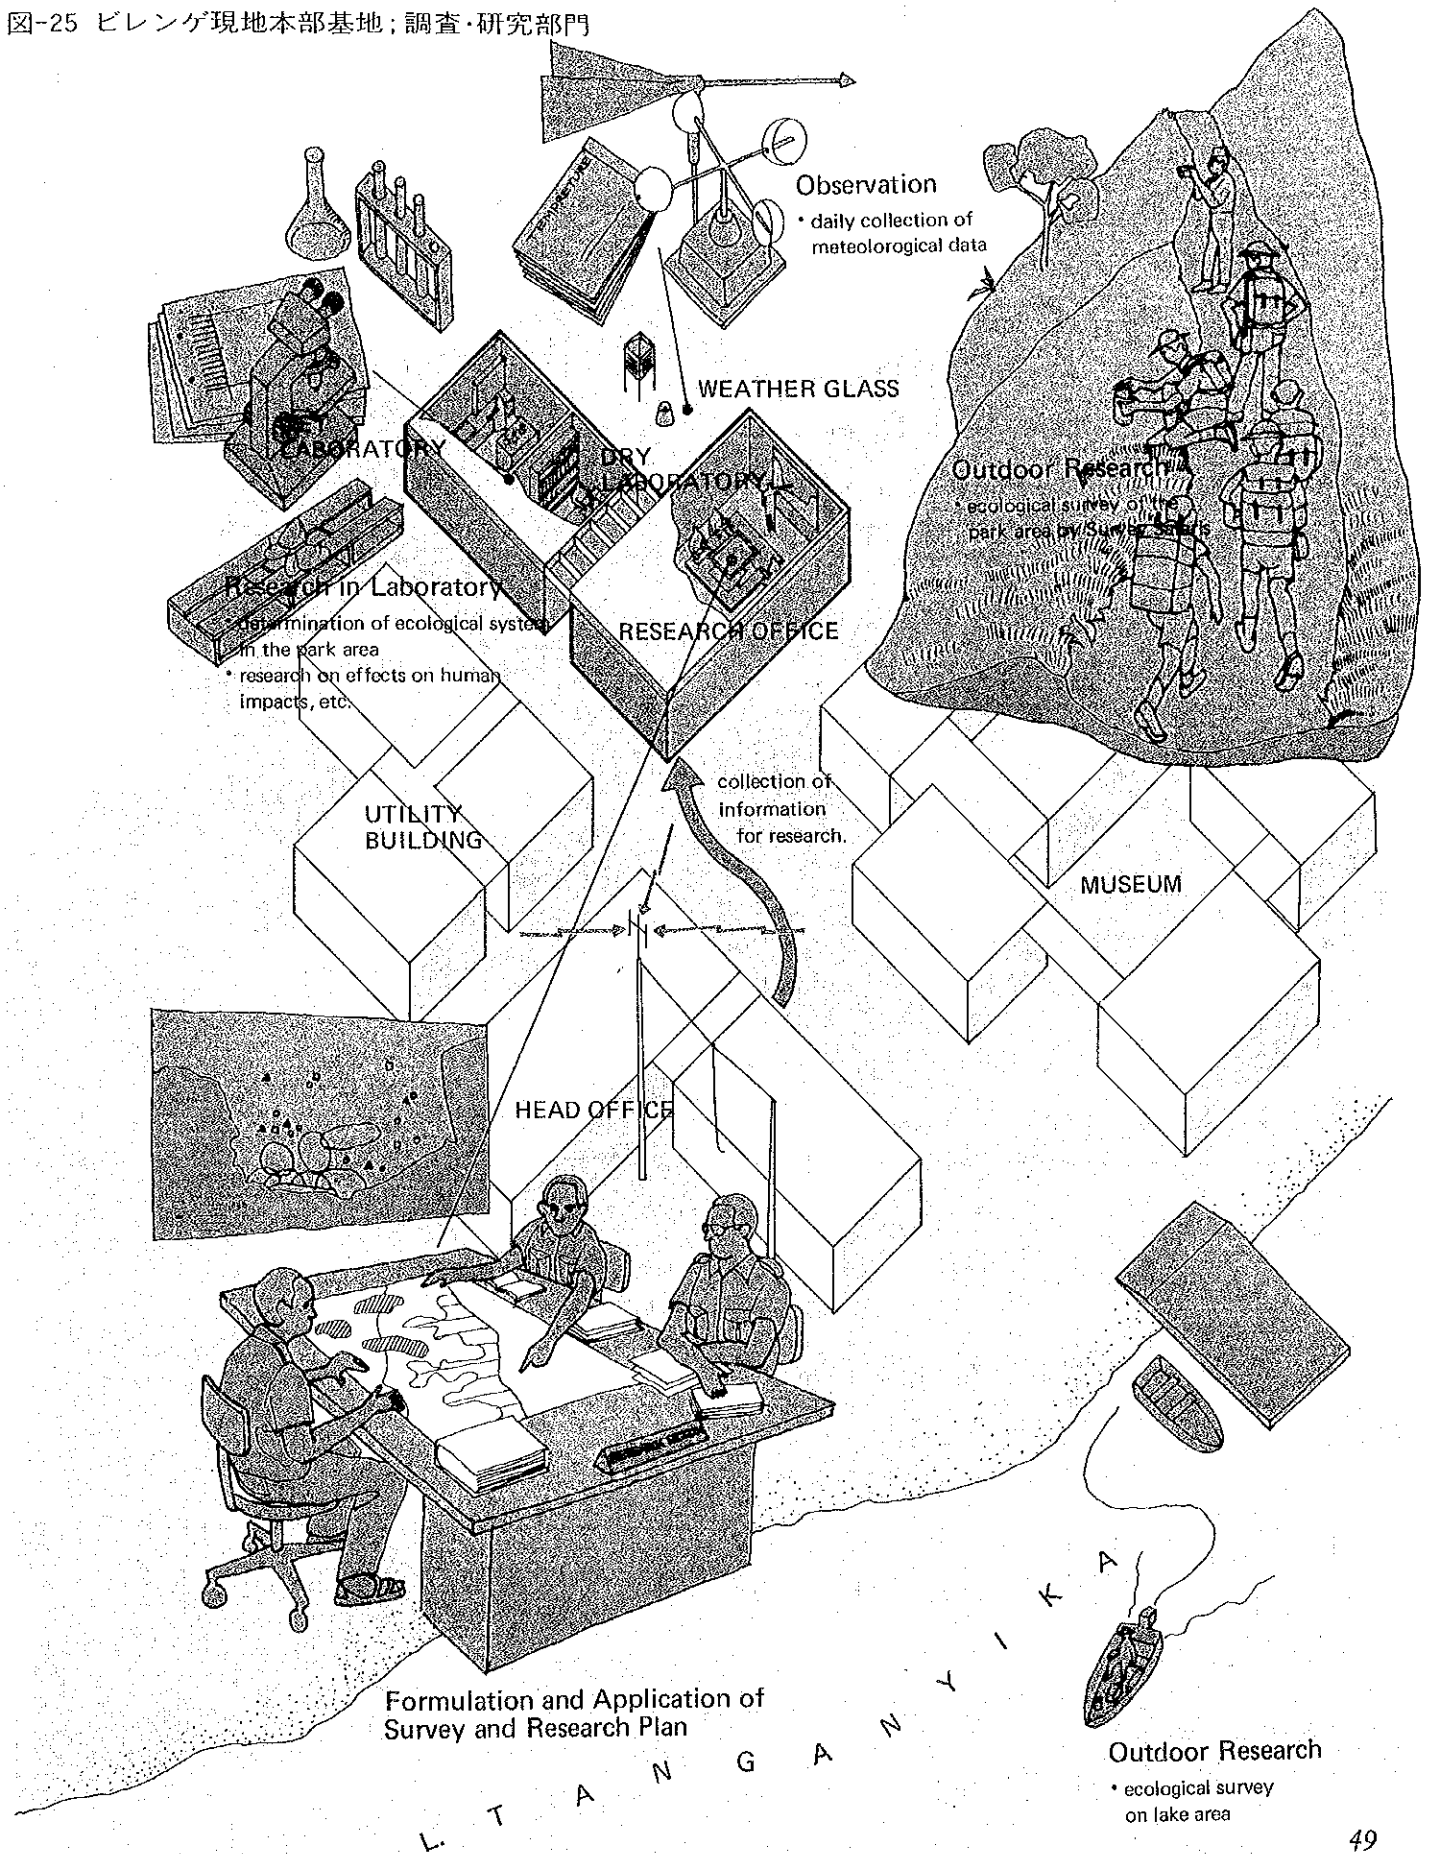 図-25 ビレンゲ現地本部基地；調査・研究部門
Observation
• daily collection of
meteolorogical data
WEATHER GLASS
LABORATORY
DRY
LABORATORY
Outdoor Research
• ecological survey of the
park area by Survey Safaris
Research in Laboratory
• determination of ecological system
in the park area
• research on effects on human
impacts, etc.
RESEARCH OFFICE
collection of
information
for research.
UTILITY
BUILDING
MUSEUM
HEAD OFFICE
Formulation and Application of
Survey and Research Plan
L. TANGANYIKA
Outdoor Research
• ecological survey
on lake area
49